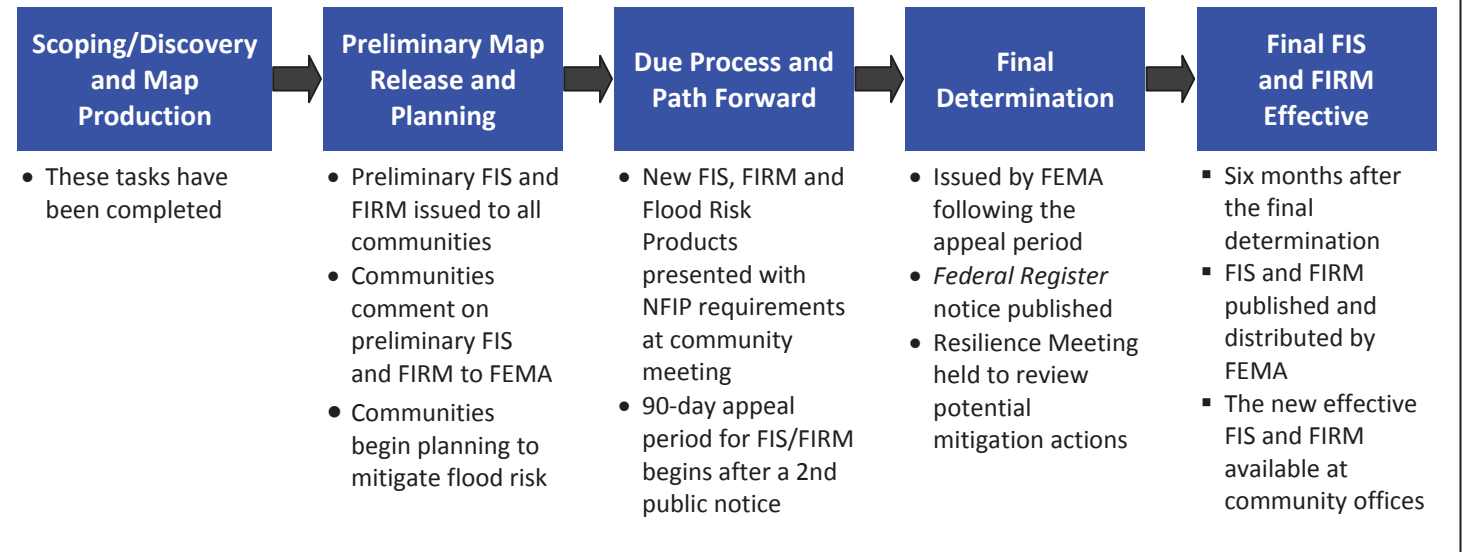 Scoping/Discovery
and Map
Production
• These tasks have
been completed
Preliminary Map
Release and
Planning
• Preliminary FIS and
FIRM issued to all
communities
• Communities
comment on
preliminary FIS
and FIRM to FEMA
• Communities
begin planning to
mitigate flood risk
Due Process and
Path Forward
• New FIS, FIRM and
Flood Risk
Products
presented with
NFIP requirements
at community
meeting
• 90-day appeal
period for FIS/FIRM
begins after a 2nd
public notice
Final
Determination
• Issued by FEMA
following the
appeal period
• Federal Register
notice published
• Resilience Meeting
held to review
potential
mitigation actions
Final FIS
and FIRM
Effective
▪ Six months after
the final
determination
▪ FIS and FIRM
published and
distributed by
FEMA
▪ The new effective
FIS and FIRM
available at
community offices